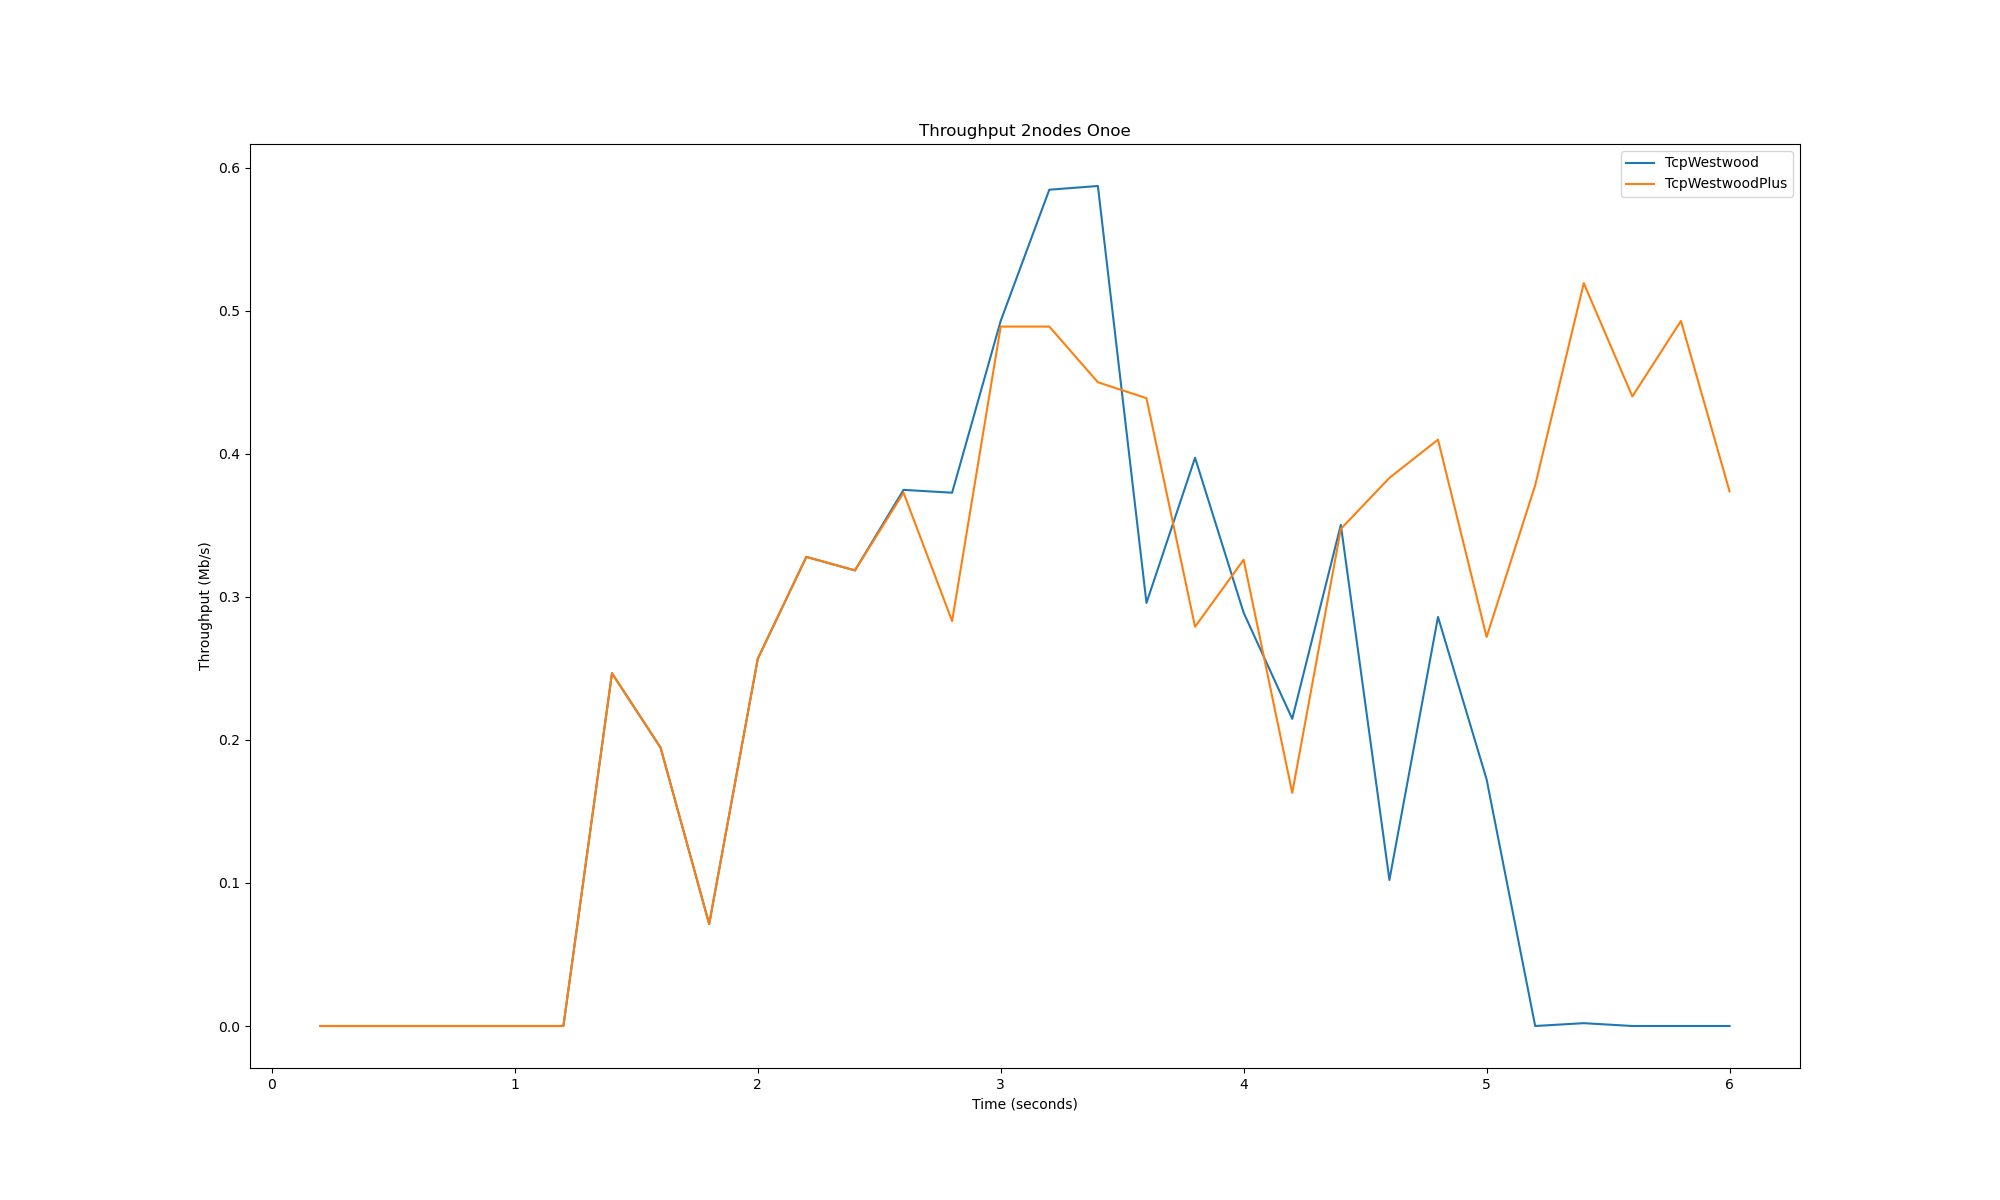 Throughput 2nodes Onoe
TcpWestwood
TcpWestwoodPlus
Throughput (Mb/s)
0.6
0.5
0.4
0.3
0.2
0.1
0.0
0 1 2 3 4 5 6
Time (seconds)